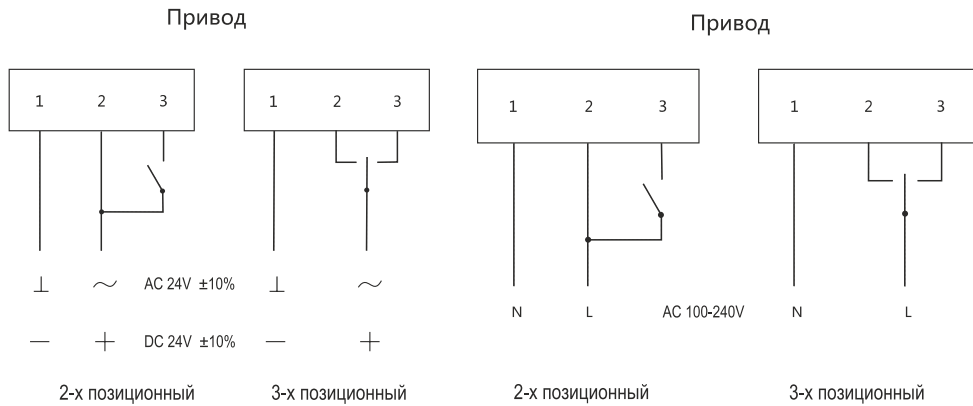 Привод
Привод
1 2 3
1 2 3
1 2 3
1 2 3
⊥ ~ AC 24V ±10% ⊥ ~
— + DC 24V ±10% — +
N L AC 100-240V N L
2-х позиционный
3-х позиционный
2-х позиционный
3-х позиционный